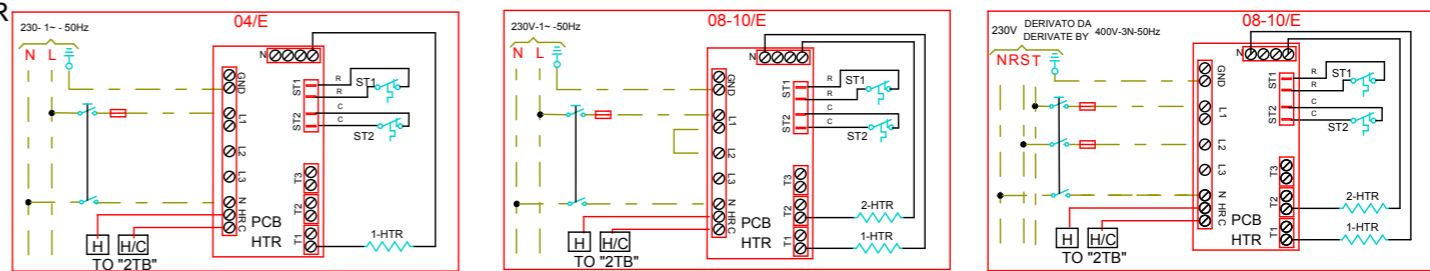 R
04/E
230- 1~ -50Hz
N L
N
GND
L1
L2
L3
N
HR
C
ST1
ST2
R
R
C
C
ST1
ST2
T3
T2
T1
PCB
HTR
1-HTR
H H/C
TO "2TB"
08-10/E
230V-1~ -50Hz
N L
N
GND
L1
L2
L3
N
HR
C
ST1
ST2
R
R
C
C
ST1
ST2
T3
T2
T1
PCB
HTR
2-HTR
1-HTR
H H/C
TO "2TB"
08-10/E
230V DERIVATO DA 400V-3N-50Hz
DERIVATE BY
NRST
N
GND
L1
L2
L3
N
HR
C
ST1
ST2
R
R
C
C
ST1
ST2
T3
T2
T1
PCB
HTR
2-HTR
1-HTR
H H/C
TO "2TB"